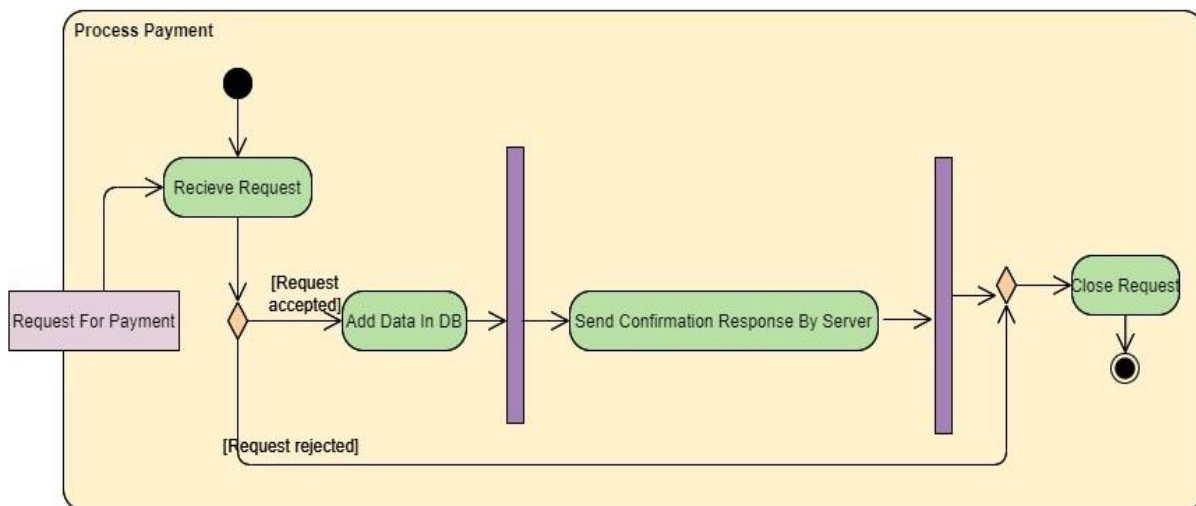 Process Payment
Recieve Request
[Request
accepted]
Request For Payment
Add Data In DB
Send Confirmation Response By Server
Close Request
[Request rejected]